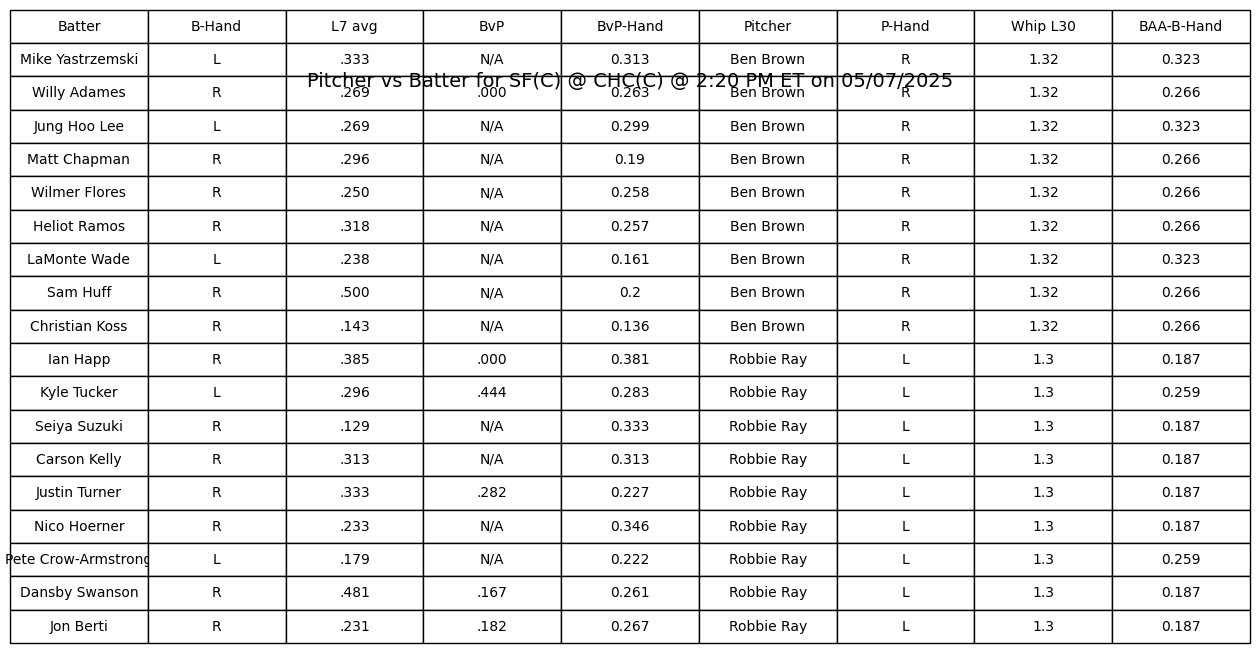 Batter B-Hand L7 avg BvP BvP-Hand Pitcher P-Hand Whip L30 BAA-B-Hand
Mike Yastrzemski L .333 N/A 0.313 Ben Brown R 1.32 0.323
Pitcher vs Batter for SF(C) @ CHC(C) @ 2:20 PM ET on 05/07/2025
Willy Adames R .269 .000 0.263 Ben Brown R 1.32 0.266
Jung Hoo Lee L .269 N/A 0.299 Ben Brown R 1.32 0.323
Matt Chapman R .296 N/A 0.19 Ben Brown R 1.32 0.266
Wilmer Flores R .250 N/A 0.258 Ben Brown R 1.32 0.266
Heliot Ramos R .318 N/A 0.257 Ben Brown R 1.32 0.266
LaMonte Wade L .238 N/A 0.161 Ben Brown R 1.32 0.323
Sam Huff R .500 N/A 0.2 Ben Brown R 1.32 0.266
Christian Koss R .143 N/A 0.136 Ben Brown R 1.32 0.266
Ian Happ R .385 .000 0.381 Robbie Ray L 1.3 0.187
Kyle Tucker L .296 .444 0.283 Robbie Ray L 1.3 0.259
Seiya Suzuki R .129 N/A 0.333 Robbie Ray L 1.3 0.187
Carson Kelly R .313 N/A 0.313 Robbie Ray L 1.3 0.187
Justin Turner R .333 .282 0.227 Robbie Ray L 1.3 0.187
Nico Hoerner R .233 N/A 0.346 Robbie Ray L 1.3 0.187
Pete Crow-Armstrong L .179 N/A 0.222 Robbie Ray L 1.3 0.259
Dansby Swanson R .481 .167 0.261 Robbie Ray L 1.3 0.187
Jon Berti R .231 .182 0.267 Robbie Ray L 1.3 0.187